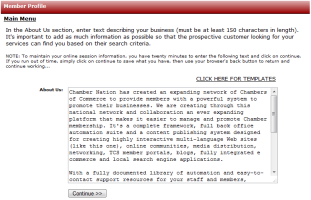 Member Profile
Main Menu
In the About Us section, enter text describing your business (must be at least 150 characters in length).
It's important to add as much information as possible so that the prospective customer looking for your
services can find you based on their search criteria.
NOTE: To maintain your online session information, you have twenty minutes to enter the following text and click on continue.
If you run out of time, simply click on continue to save what you have, then use your browser's back button to return and
continue working...
CLICK HERE FOR TEMPLATES
About Us:
Chamber Nation has created an expanding network of Chambers
of Commerce to provide members with a powerful system to
promote their businesses. We are creating through this
national network and collaboration an ever expanding
platform that makes it easier to manage and promote Chamber
membership. It's a complete framework, full back office
automation suite and a content publishing system designed
for creating highly interactive multi-language Web sites
(like this one), online communities, media distribution,
networking, TCS member portals, blogs, fully integrated e
commerce and local search engine applications.
With a fully documented library of automation and easy-to-
contact support resources for your staff and members,
Continue >>